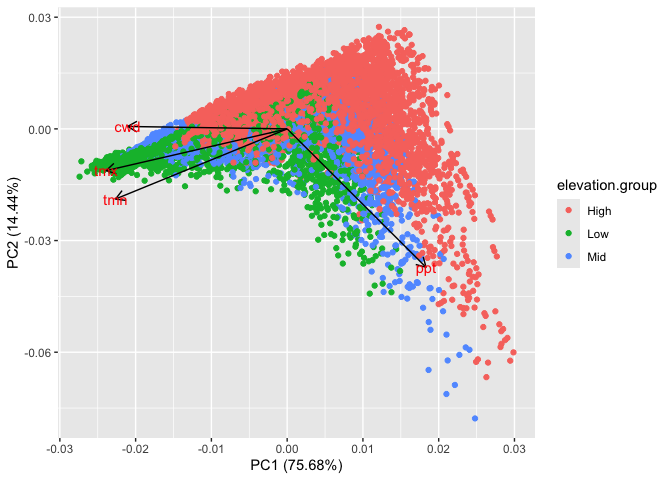 0.03
0.00
-0.03
-0.06
-0.03
-0.02
-0.01
0.00
0.01
0.02
0.03
PC1 (75.68%)
PC2 (14.44%)
cwd
tmn
ppt
elevation.group
High
Low
Mid